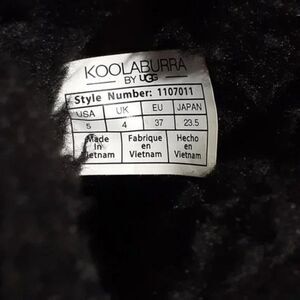 KOOLABURRA
BY UGG
Style Number: 1107011
USA UK EU JAPAN
5 4 37 23.5
Made Fabrique Hecho
in en en
Vietnam Vietnam Vietnam